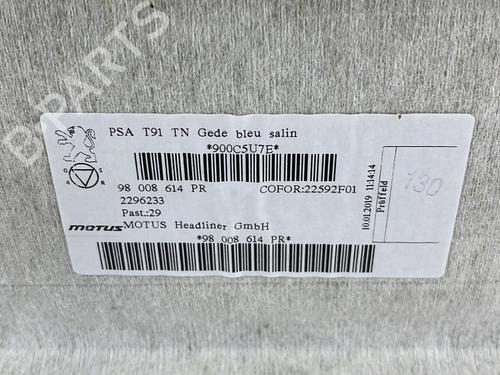 PSA T91 TN Gede bleu salin
*900C5U7E*
98 008 614 PR COFOR:22592F01
2296233
Past.:29
MOTUS MOTUS Headliner GmbH
*98 008 614 PR*
10.01.2019 11:14:14
Prüffeld
130
B-PARTS